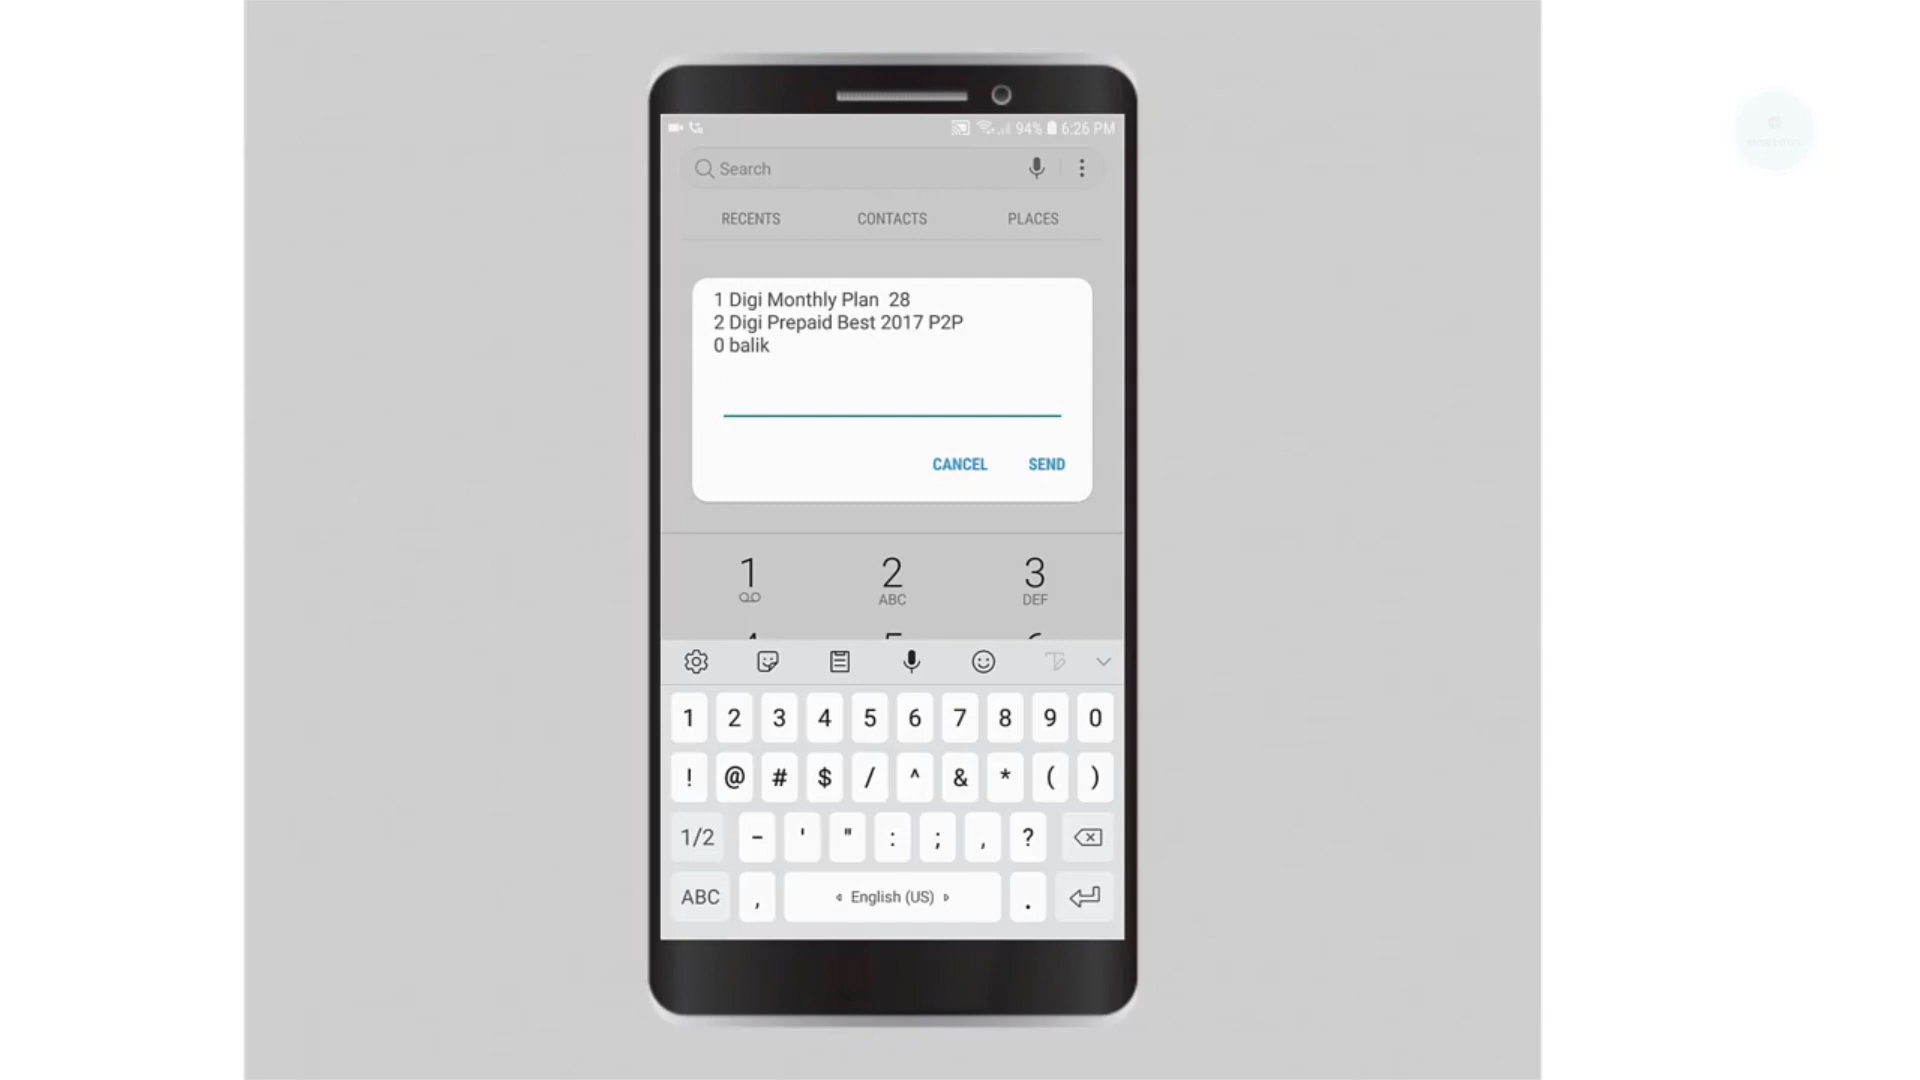 94% 6:26 PM
Search
RECENTS CONTACTS PLACES
1 Digi Monthly Plan  28
2 Digi Prepaid Best 2017 P2P
0 balik
CANCEL SEND
1 2 3
ABC DEF
1 2 3 4 5 6 7 8 9 0
! @ # $ / ^ & * ( )
1/2 - ' " : ; , ?
ABC , English (US) .